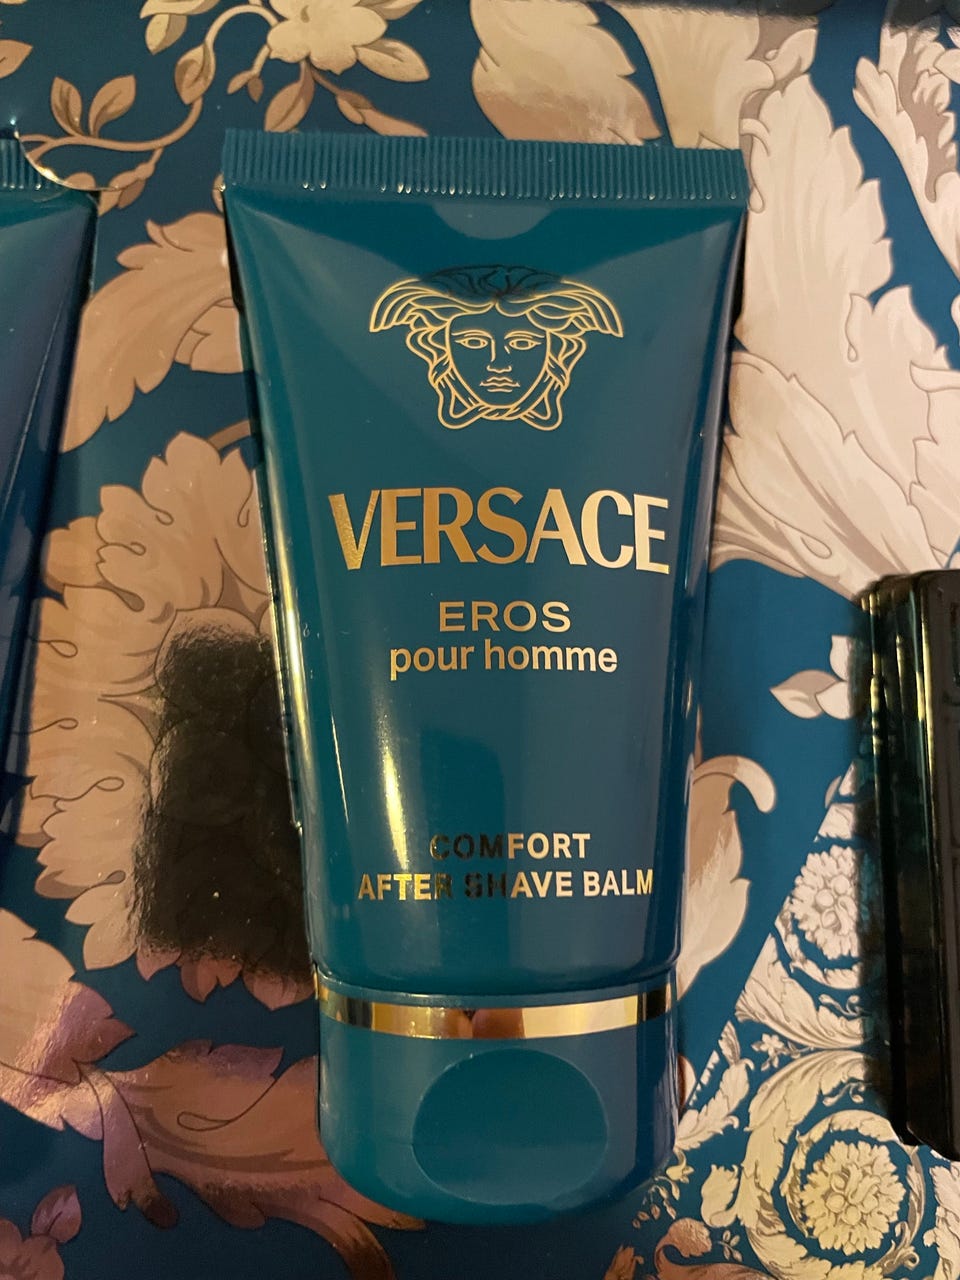 VERSACE
EROS
pour homme
COMFORT
AFTER SHAVE BALM